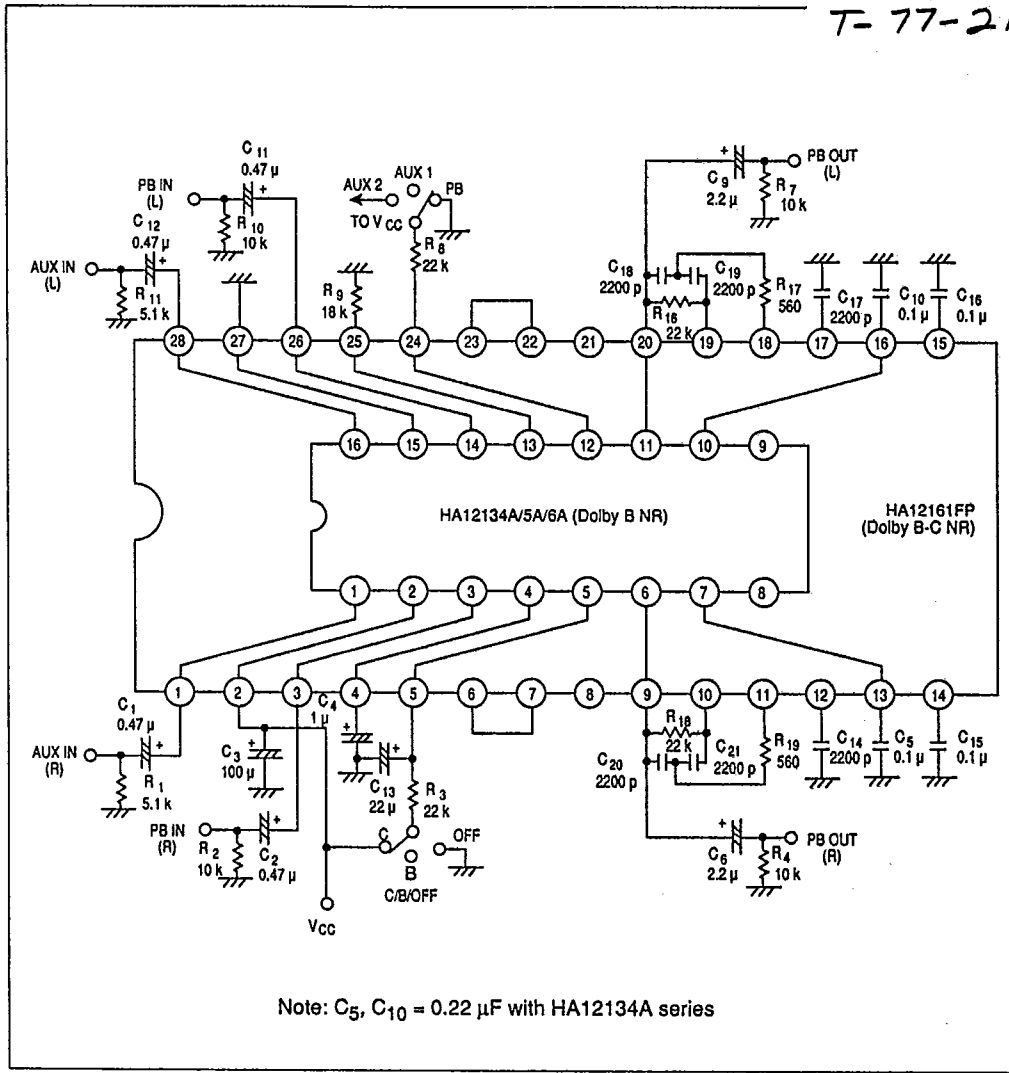 T-77-21
C11
0.47 µ
PB IN
(L)
R10
10 k
C12
0.47 µ
AUX IN
(L)
R11
5.1 k
AUX 2
AUX 1
PB
TO VCC
R8
22 k
R9
18 k
C9
2.2 µ
PB OUT
(L)
R7
10 k
C18
2200 p
C19
2200 p
R16
22 k
R17
560
C17
2200 p
C10
0.1 µ
C16
0.1 µ
28 27 26 25 24 23 22 21 20 19 18 17 16 15
16 15 14 13 12 11 10 9
HA12134A/5A/6A (Dolby B NR)
HA12161FP
(Dolby B-C NR)
1 2 3 4 5 6 7 8
1 2 3 4 5 6 7 8 9 10 11 12 13 14
C1
0.47 µ
AUX IN
(R)
R1
5.1 k
C3
100 µ
C4
1 µ
C13
22 µ
R3
22 k
PB IN
(R)
R2
10 k
C2
0.47 µ
C
B
OFF
C/B/OFF
VCC
R18
22 k
C20
2200 p
C21
2200 p
R19
560
C14
2200 p
C5
0.1 µ
C15
0.1 µ
C6
2.2 µ
R4
10 k
PB OUT
(R)
Note: C5, C10 = 0.22 µF with HA12134A series